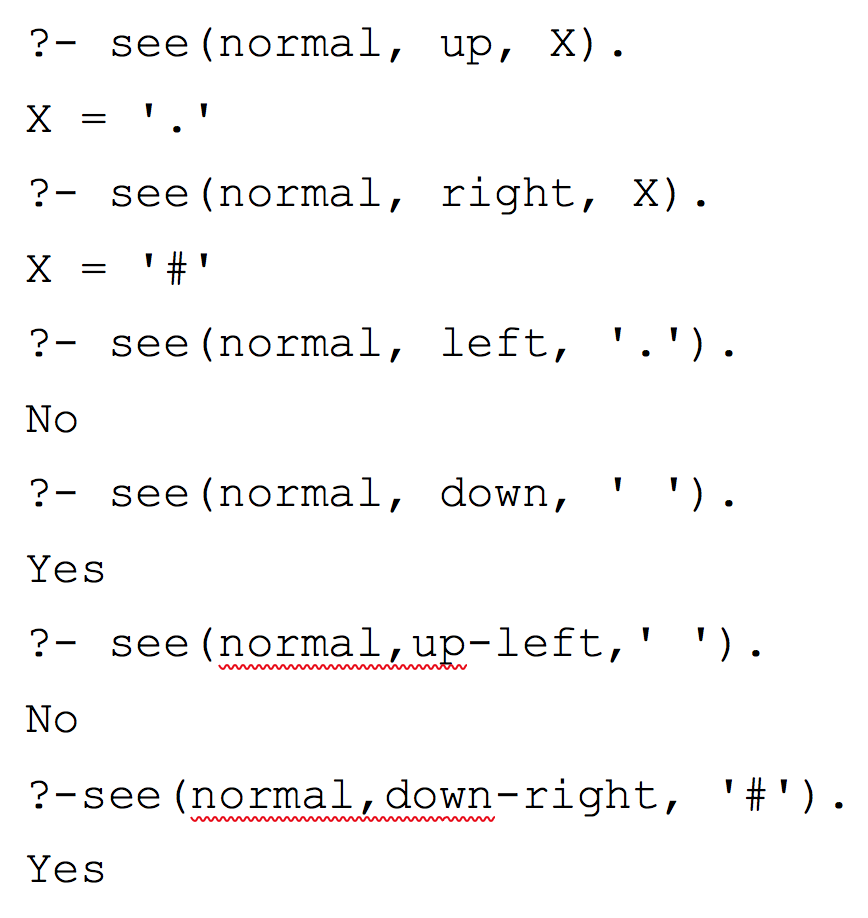 ?- see(normal, up, X).
X = '.'
?- see(normal, right, X).
X = '#'
?- see(normal, left, '.').
No
?- see(normal, down, ' ').
Yes
?- see(normal,up-left,' ').
No
?-see(normal,down-right, '#').
Yes